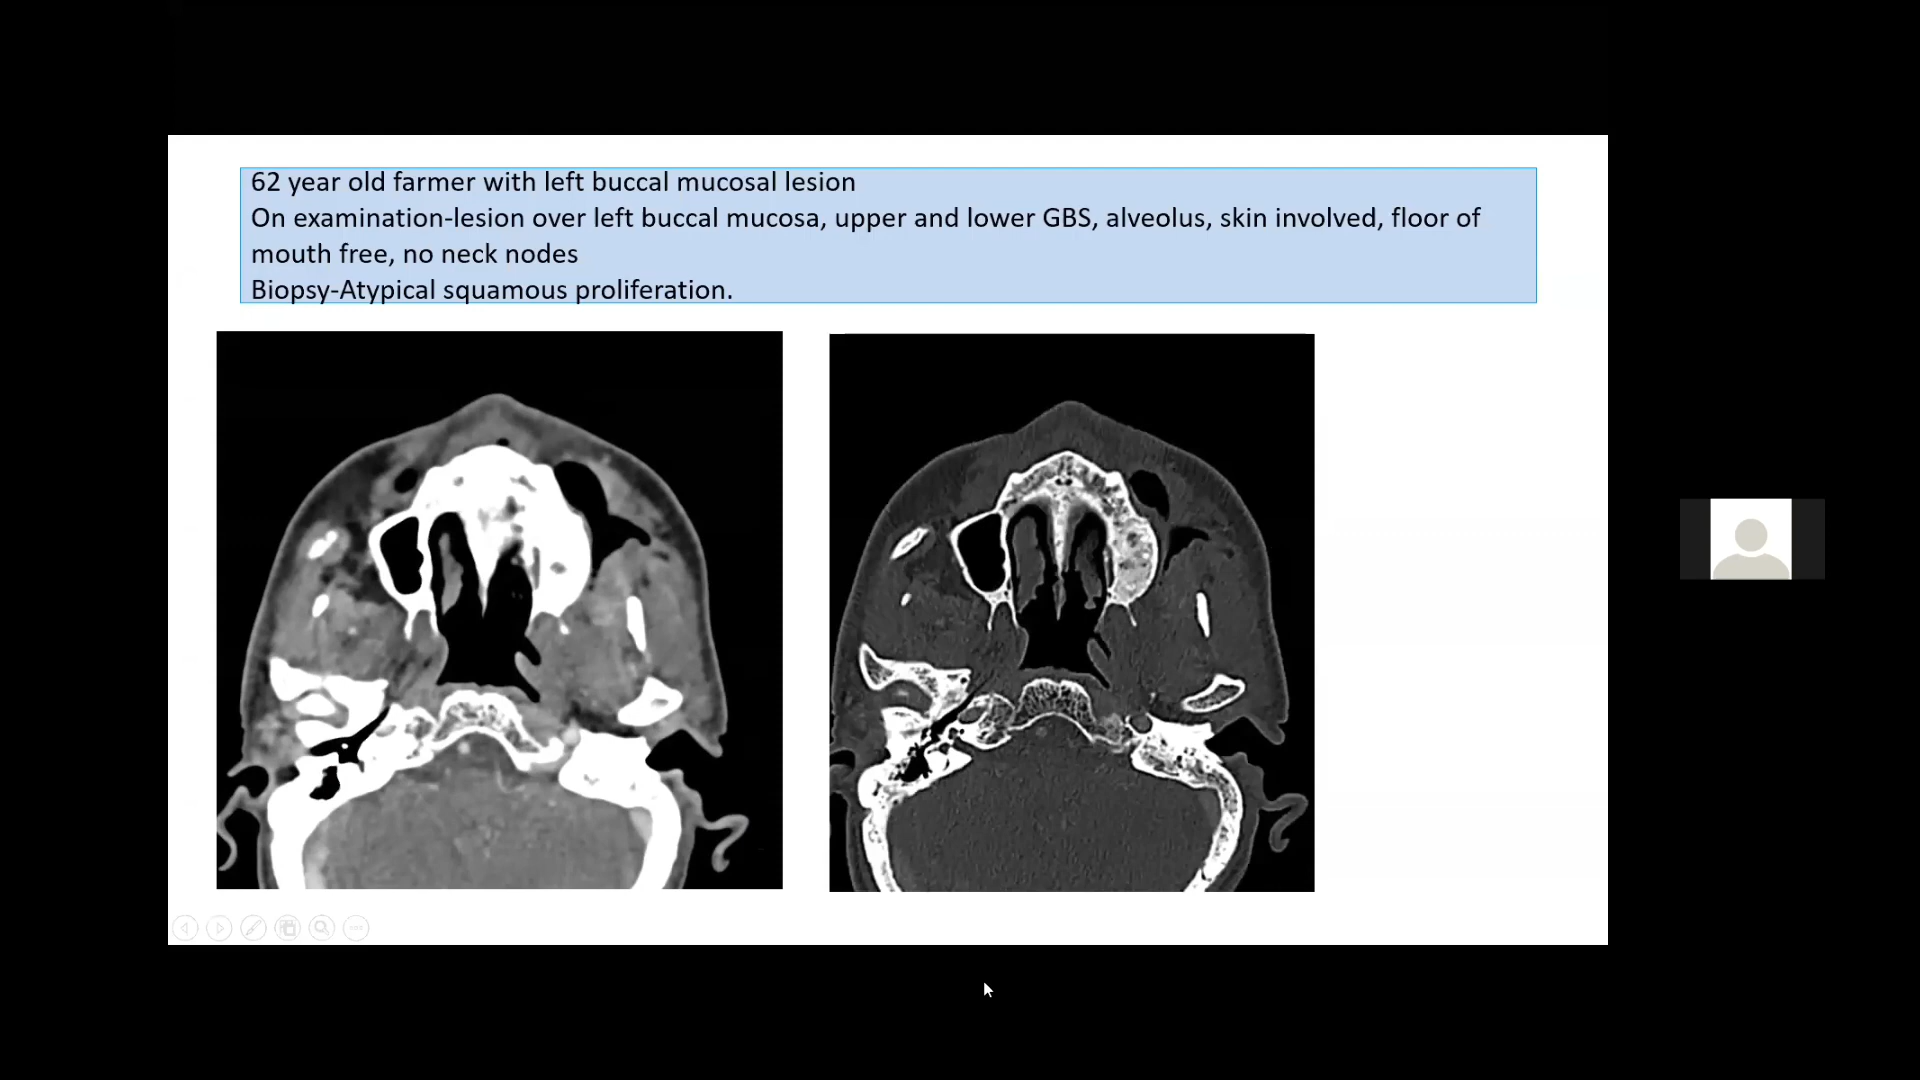 62 year old farmer with left buccal mucosal lesion
On examination-lesion over left buccal mucosa, upper and lower GBS, alveolus, skin involved, floor of
mouth free, no neck nodes
Biopsy-Atypical squamous proliferation.